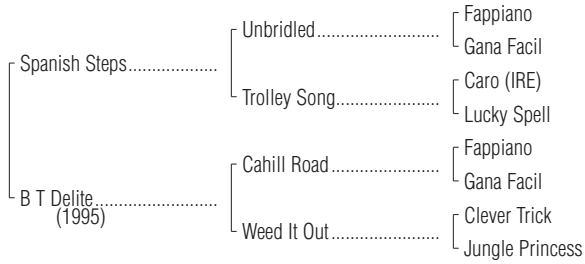 Fappiano
Unbridled
Gana Facil
Spanish Steps
Caro (IRE)
Trolley Song
Lucky Spell
Fappiano
Cahill Road
Gana Facil
B T Delite
(1995)
Clever Trick
Weed It Out
Jungle Princess